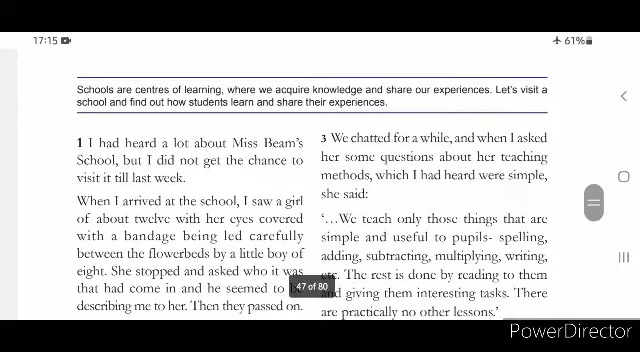 17:15
61%
Schools are centres of learning, where we acquire knowledge and share our experiences. Let's visit a
school and find out how students learn and share their experiences.
1 I had heard a lot about Miss Beam's
School, but I did not get the chance to
visit it till last week.
When I arrived at the school, I saw a girl
of about twelve with her eyes covered
with a bandage being led carefully
between the flowerbeds by a little boy of
eight. She stopped and asked who it was
that had come in and he seemed to be
describing me to her. Then they passed on.
3 We chatted for a while, and when I asked
her some questions about her teaching
methods, which I had heard were simple,
she said:
'...We teach only those things that are
simple and useful to pupils- spelling,
adding, subtracting, multiplying, writing,
etc. The rest is done by reading to them
and giving them interesting tasks. There
are practically no other lessons.'
47 of 80
PowerDirector